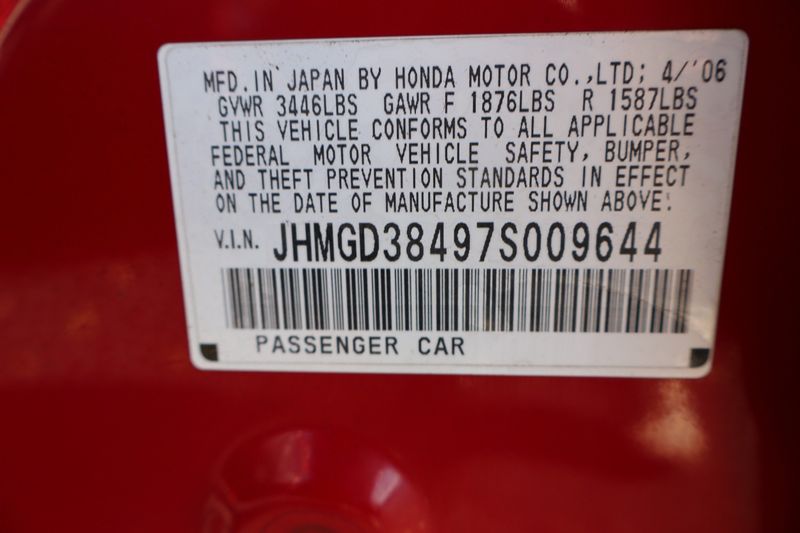 MFD. IN JAPAN BY HONDA MOTOR CO.,LTD; 4/'06
GVWR 3446LBS GAWR F 1876LBS R 1587LBS
THIS VEHICLE CONFORMS TO ALL APPLICABLE
FEDERAL MOTOR VEHICLE SAFETY, BUMPER,
AND THEFT PREVENTION STANDARDS IN EFFECT
ON THE DATE OF MANUFACTURE SHOWN ABOVE:
V.I.N. JHMGD38497S009644
PASSENGER CAR